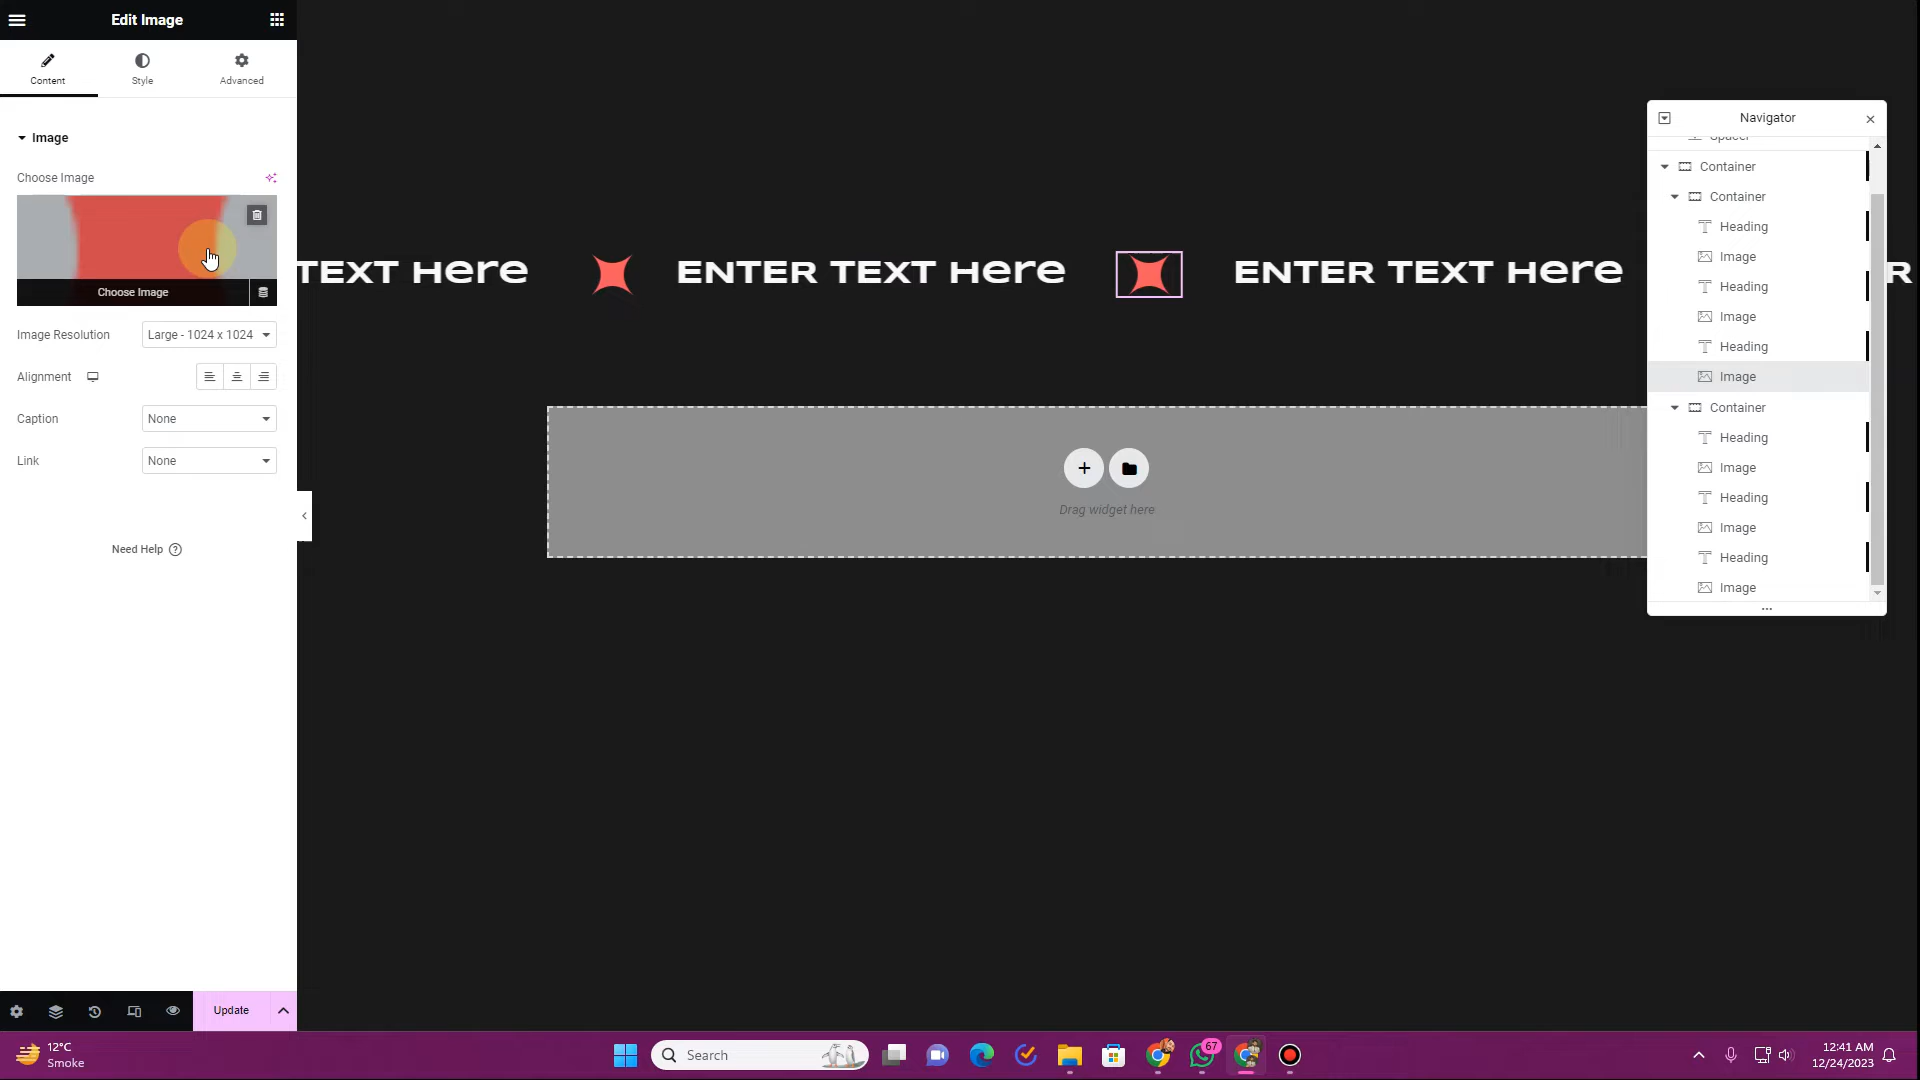 Edit Image
Content
Style
Advanced
Image
Choose Image
Choose Image
Image Resolution
Large - 1024 x 1024
Alignment
Caption
None
Link
None
Need Help
Update
TEXT Here
ENTER TEXT Here
ENTER TEXT Here
R
Drag widget here
Navigator
Spacer
Container
Container
Heading
Image
Heading
Image
Heading
Image
Container
Heading
Image
Heading
Image
Heading
Image
12°C
Smoke
Search
67
12:41 AM
12/24/2023